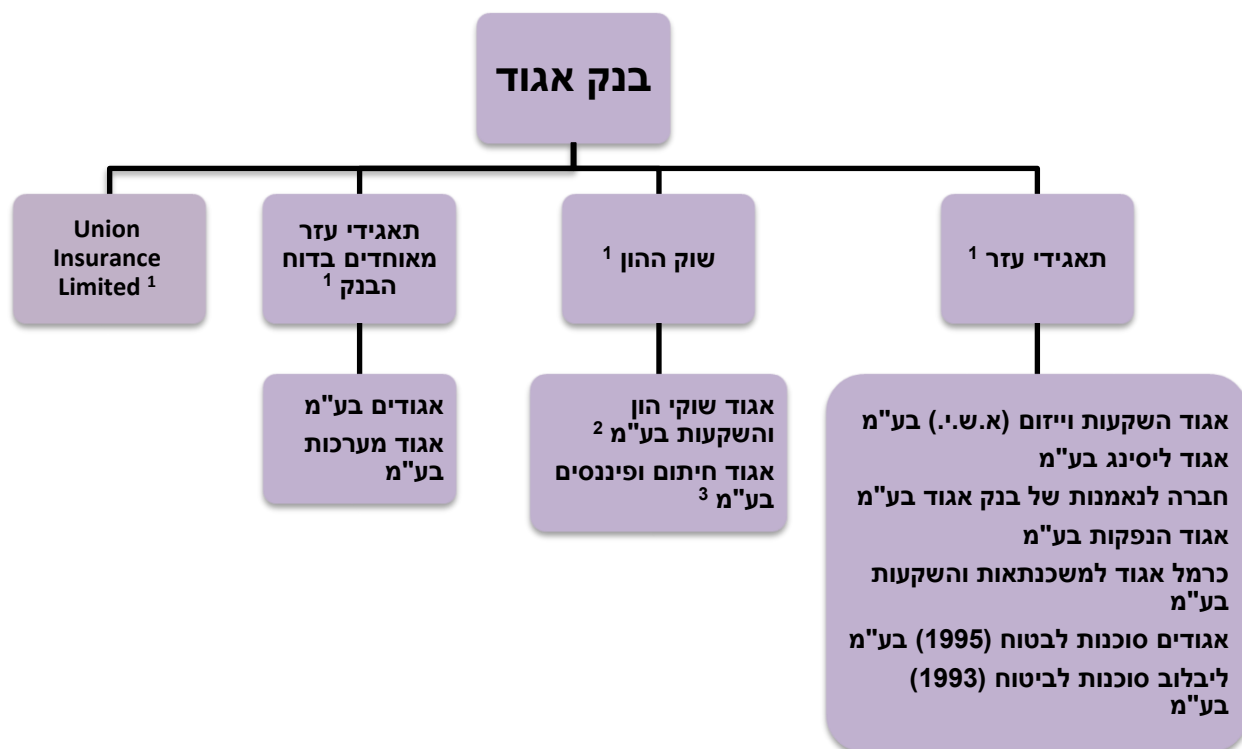 בנק אגוד
תאגידי עזר ¹
שוק ההון ¹
תאגידי עזר
מאוחדים בדוח
הבנק ¹
Union
Insurance
Limited ¹
אגוד השקעות וייזום (א.ש.י.) בע"מ
אגוד ליסינג בע"מ
חברה לנאמנות של בנק אגוד בע"מ
אגוד הנפקות בע"מ
כרמל אגוד למשכנתאות והשקעות
בע"מ
אגודים סוכנות לבטוח (1995) בע"מ
ליבלוב סוכנות לביטוח (1993)
בע"מ
אגוד שוקי הון
והשקעות בע"מ ²
אגוד חיתום ופיננסים
בע"מ ³
אגודים בע"מ
אגוד מערכות
בע"מ